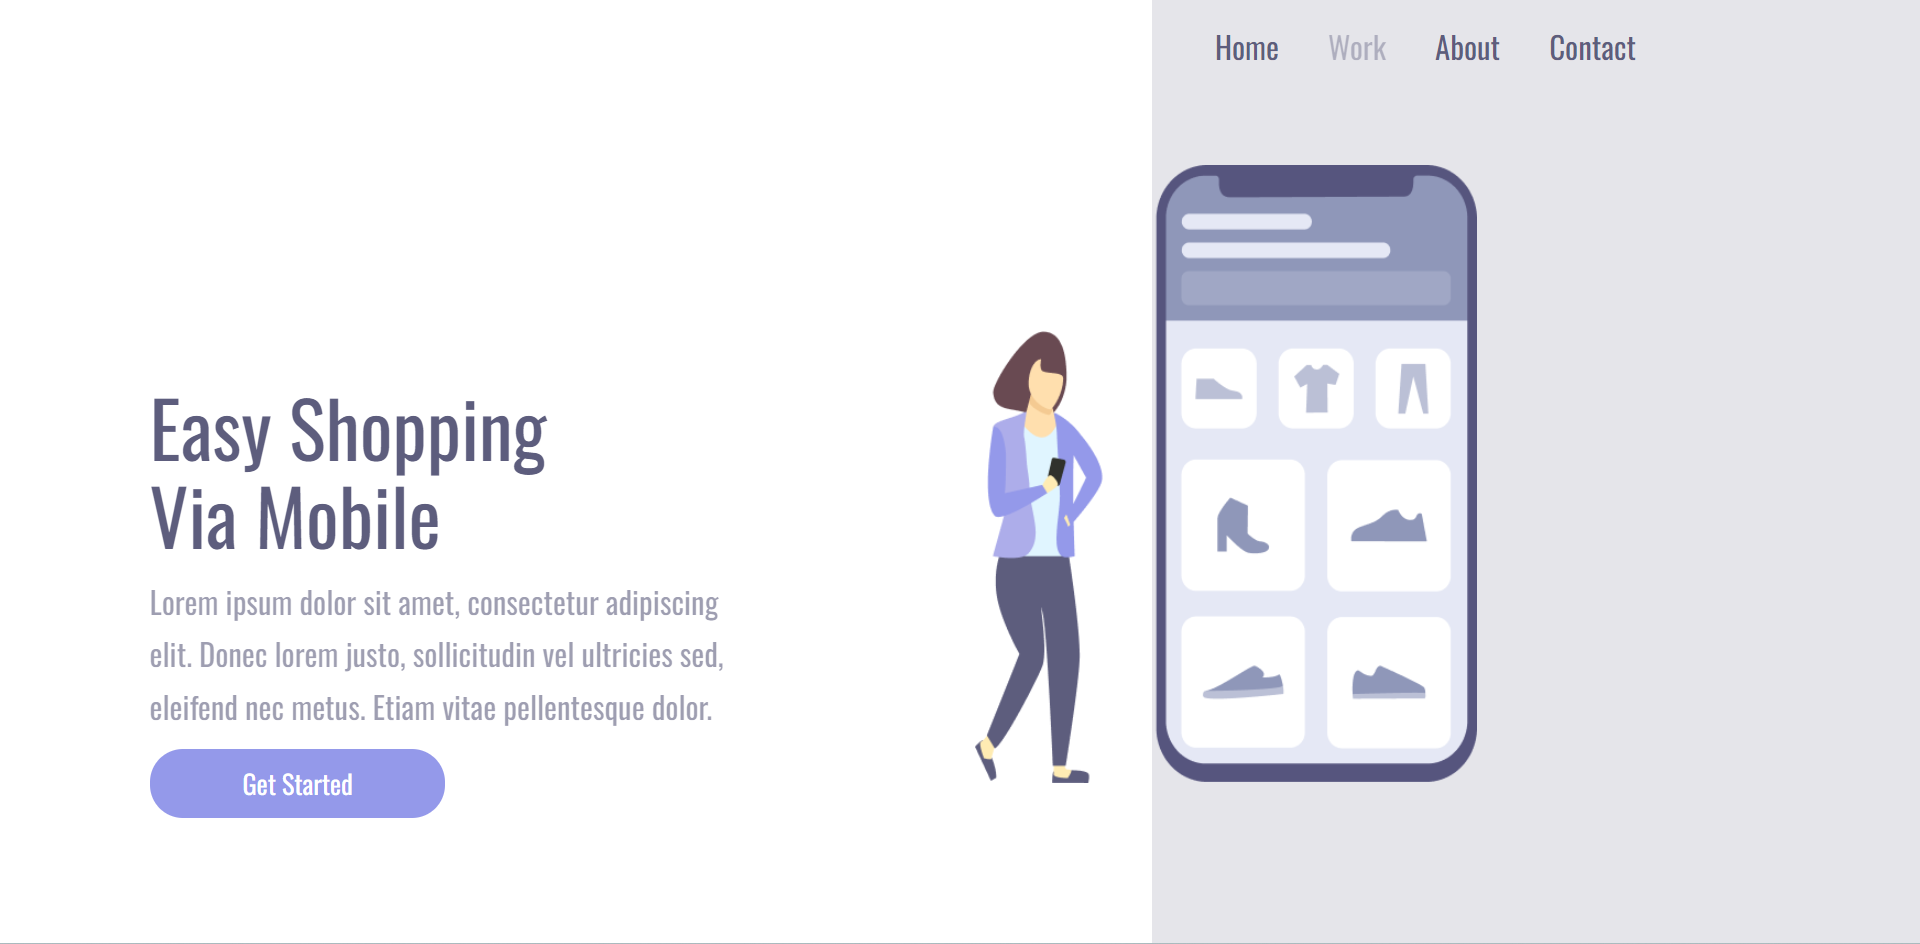 Home Work About Contact
Easy Shopping
Via Mobile
Lorem ipsum dolor sit amet, consectetur adipiscing
elit. Donec lorem justo, sollicitudin vel ultricies sed,
eleifend nec metus. Etiam vitae pellentesque dolor.
Get Started